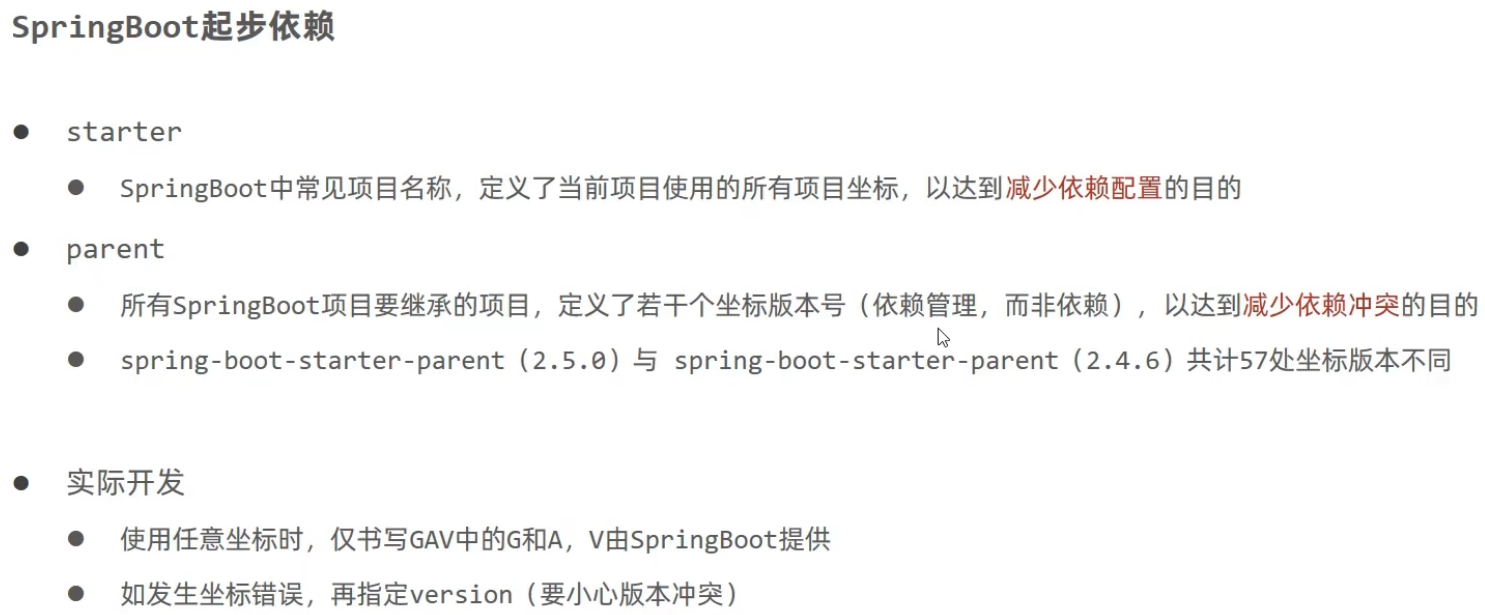 SpringBoot起步依赖
starter
SpringBoot中常见项目名称，定义了当前项目使用的所有项目坐标，以达到减少依赖配置的目的
parent
所有SpringBoot项目要继承的项目，定义了若干个坐标版本号（依赖管理，而非依赖），以达到减少依赖冲突的目的
spring-boot-starter-parent（2.5.0）与 spring-boot-starter-parent（2.4.6）共计57处坐标版本不同
实际开发
使用任意坐标时，仅书写GAV中的G和A，V由SpringBoot提供
如发生坐标错误，再指定version（要小心版本冲突）